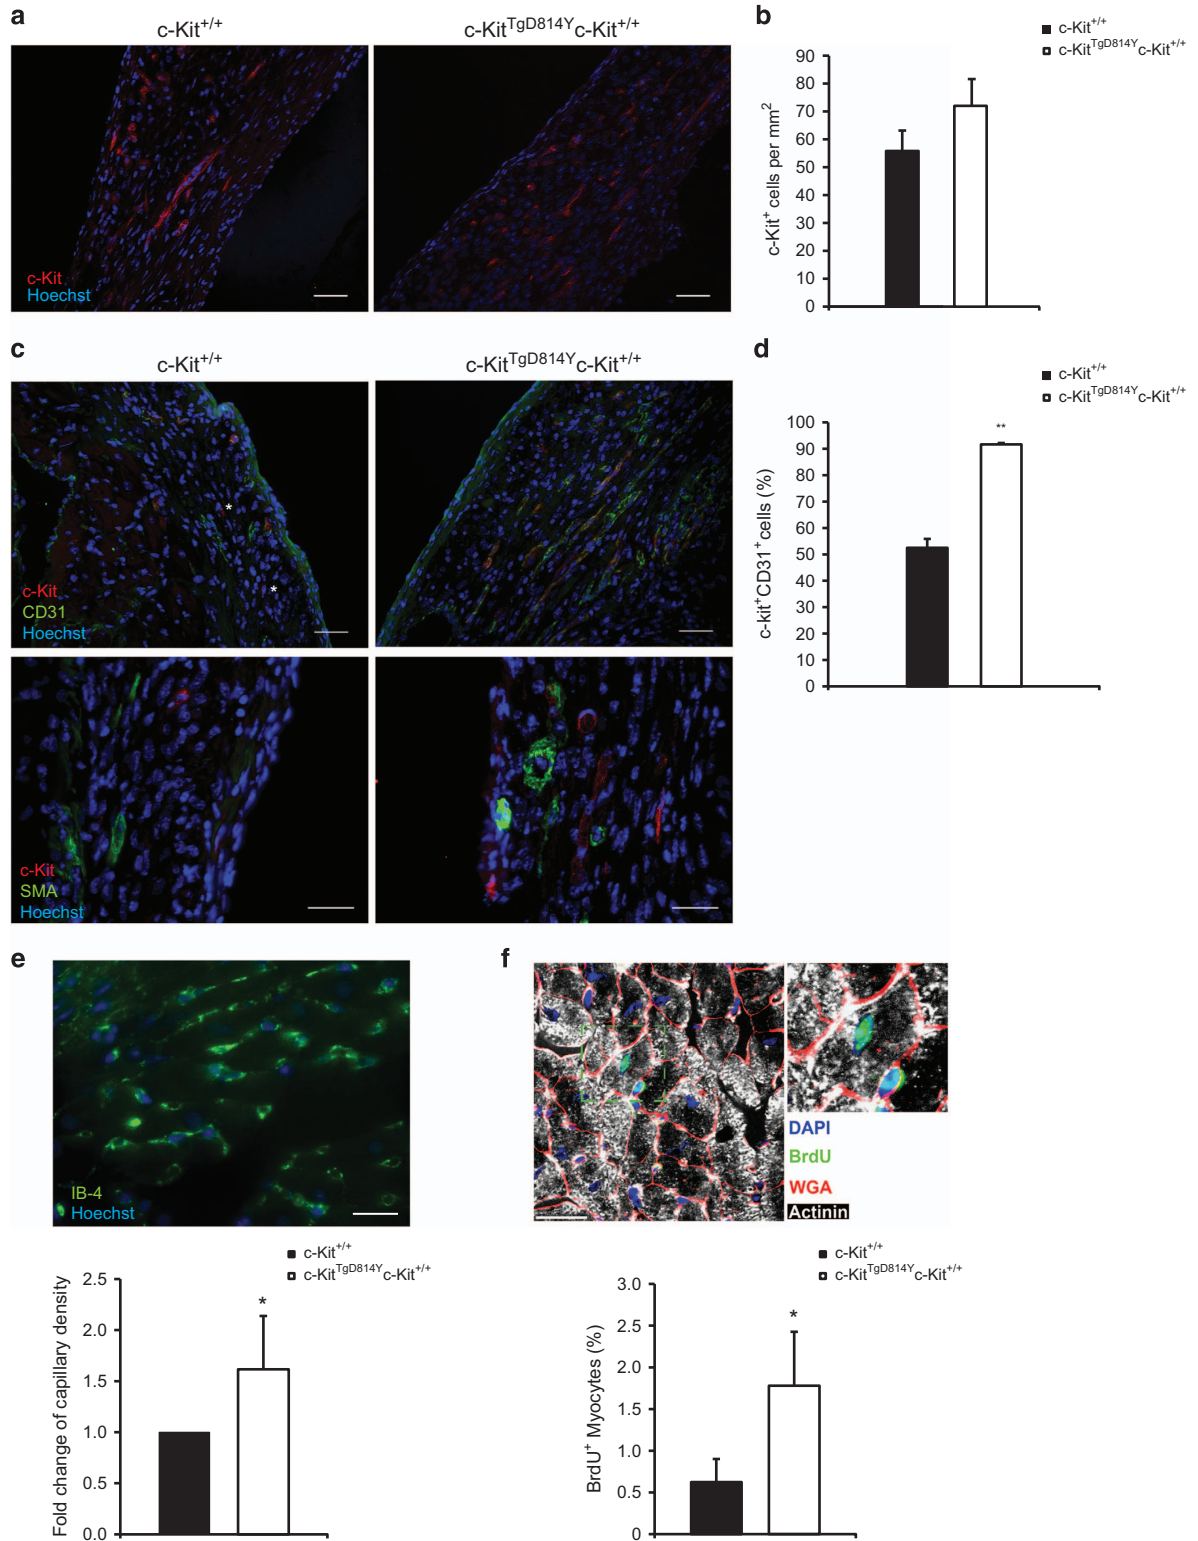 a
c-Kit+/+
c-KitTgD814Yc-Kit+/+
c-Kit
Hoechst
b
c-Kit+/+
c-KitTgD814Yc-Kit+/+
c-Kit+ cells per mm2
90
80
70
60
50
40
30
20
10
0
c
c-Kit+/+
c-KitTgD814Yc-Kit+/+
*
*
c-Kit
CD31
Hoechst
c-Kit
SMA
Hoechst
d
c-Kit+/+
c-KitTgD814Yc-Kit+/+
c-kit+CD31+cells (%)
100
90
80
70
60
50
40
30
20
10
0
**
e
IB-4
Hoechst
c-Kit+/+
c-KitTgD814Yc-Kit+/+
Fold change of capillary density
2.5
2.0
1.5
1.0
0.5
0.0
*
f
DAPI
BrdU
WGA
Actinin
c-Kit+/+
c-KitTgD814Yc-Kit+/+
BrdU+ Myocytes (%)
3.0
2.5
2.0
1.5
1.0
0.5
0
*